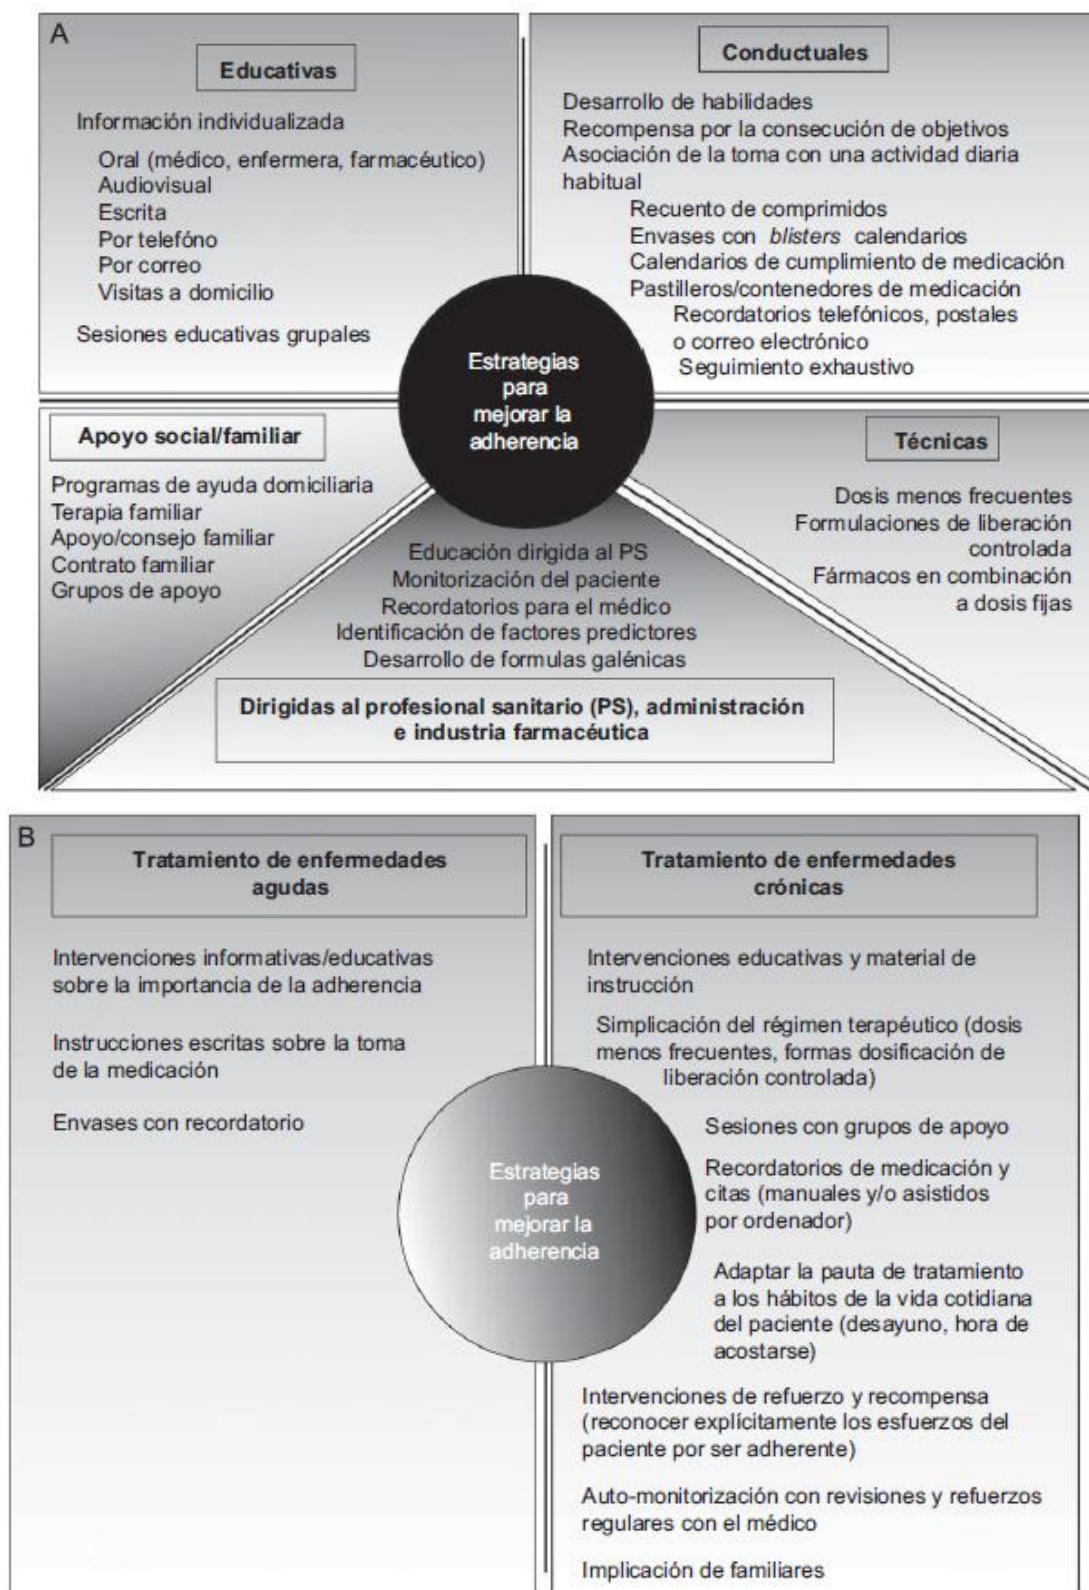 A
Educativas
Información individualizada
Oral (médico, enfermera, farmacéutico)
Audiovisual
Escrita
Por telefóno
Por correo
Visitas a domicilio
Sesiones educativas grupales
Conductuales
Desarrollo de habilidades
Recompensa por la consecución de objetivos
Asociación de la toma con una actividad diaria
habitual
Recuento de comprimidos
Envases con blisters calendarios
Calendarios de cumplimiento de medicación
Pastilleros/contenedores de medicación
Recordatorios telefónicos, postales
o correo electrónico
Seguimiento exhaustivo
Estrategias
para
mejorar la
adherencia
Apoyo social/familiar
Programas de ayuda domiciliaria
Terapia familiar
Apoyo/consejo familiar
Contrato familiar
Grupos de apoyo
Educación dirigida al PS
Monitorización del paciente
Recordatorios para el médico
Identificación de factores predictores
Desarrollo de formulas galénicas
Dirigidas al profesional sanitario (PS), administración
e industria farmacéutica
Técnicas
Dosis menos frecuentes
Formulaciones de liberación
controlada
Fármacos en combinación
a dosis fijas
B
Tratamiento de enfermedades
agudas
Intervenciones informativas/educativas
sobre la importancia de la adherencia
Instrucciones escritas sobre la toma
de la medicación
Envases con recordatorio
Estrategias
para
mejorar la
adherencia
Tratamiento de enfermedades
crónicas
Intervenciones educativas y material de
instrucción
Simplicación del régimen terapéutico (dosis
menos frecuentes, formas dosificación de
liberación controlada)
Sesiones con grupos de apoyo
Recordatorios de medicación y
citas (manuales y/o asistidos
por ordenador)
Adaptar la pauta de tratamiento
a los hábitos de la vida cotidiana
del paciente (desayuno, hora de
acostarse)
Intervenciones de refuerzo y recompensa
(reconocer explícitamente los esfuerzos del
paciente por ser adherente)
Auto-monitorización con revisiones y refuerzos
regulares con el médico
Implicación de familiares